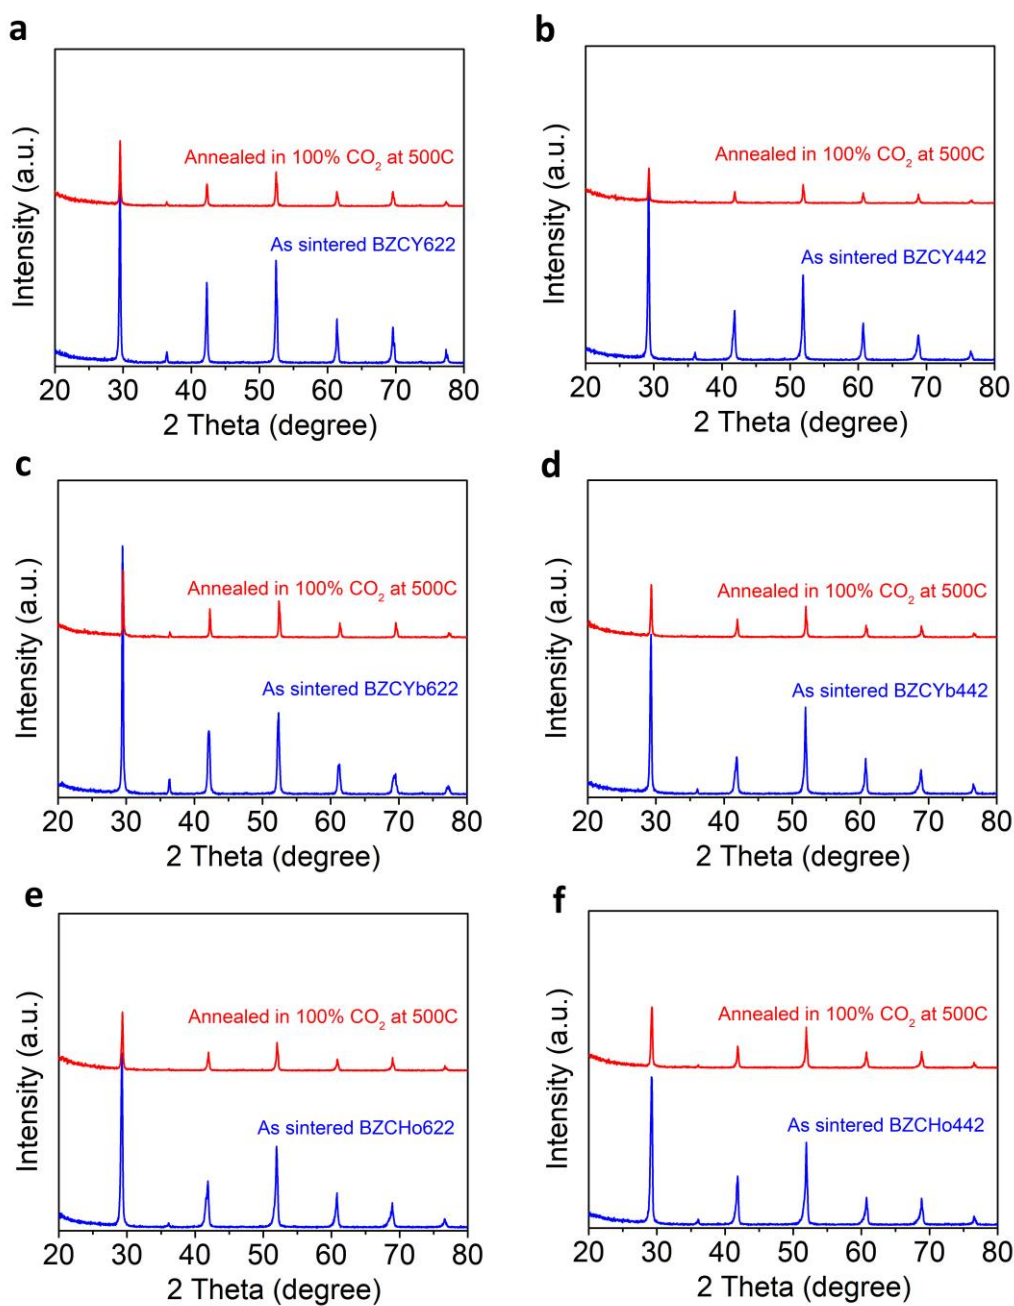 a
Intensity (a.u.)
Annealed in 100% CO2 at 500C
As sintered BZCY622
20 30 40 50 60 70 80
2 Theta (degree)
b
Intensity (a.u.)
Annealed in 100% CO2 at 500C
As sintered BZCY442
20 30 40 50 60 70 80
2 Theta (degree)
c
Intensity (a.u.)
Annealed in 100% CO2 at 500C
As sintered BZCYb622
20 30 40 50 60 70 80
2 Theta (degree)
d
Intensity (a.u.)
Annealed in 100% CO2 at 500C
As sintered BZCYb442
20 30 40 50 60 70 80
2 Theta (degree)
e
Intensity (a.u.)
Annealed in 100% CO2 at 500C
As sintered BZCHo622
20 30 40 50 60 70 80
2 Theta (degree)
f
Intensity (a.u.)
Annealed in 100% CO2 at 500C
As sintered BZCHo442
20 30 40 50 60 70 80
2 Theta (degree)